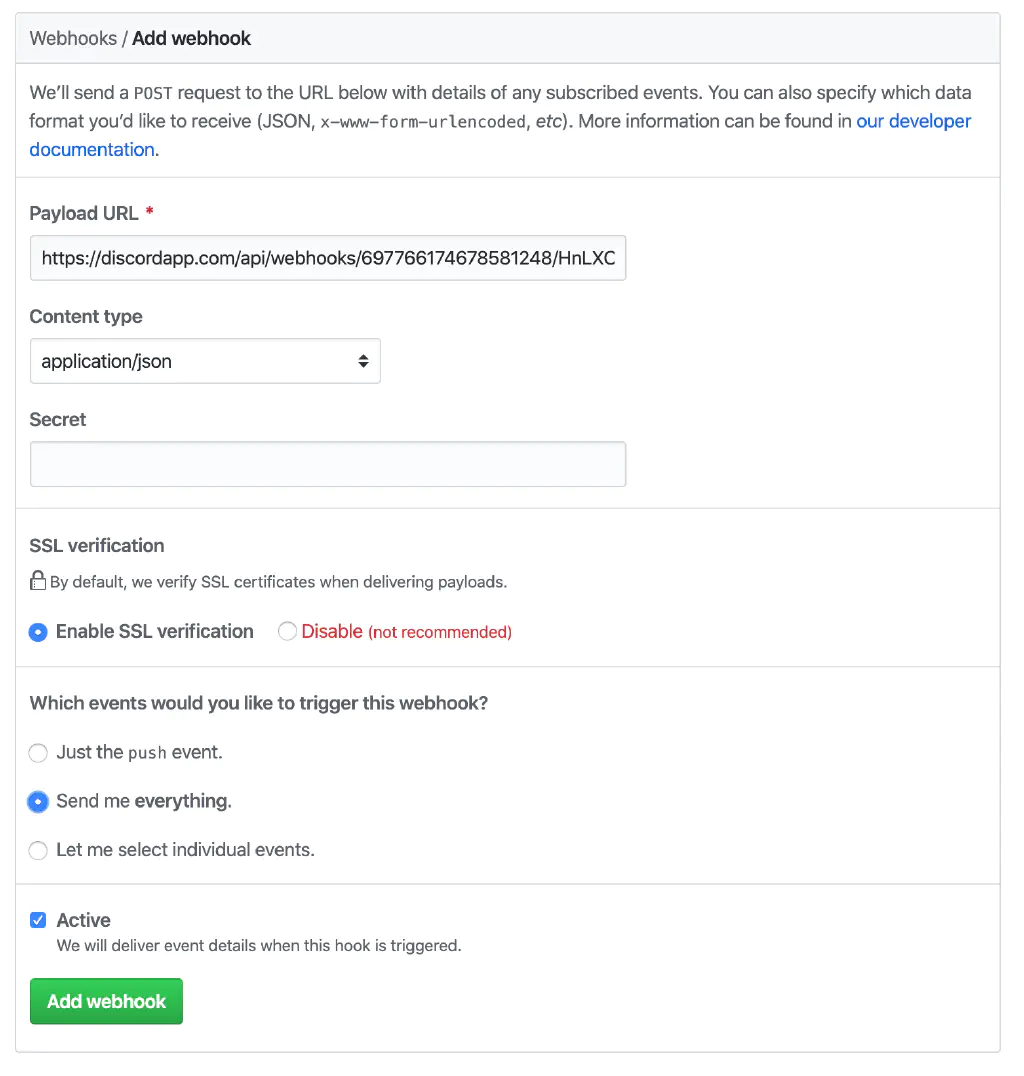 Webhooks / Add webhook
We’ll send a POST request to the URL below with details of any subscribed events. You can also specify which data
format you’d like to receive (JSON, x-www-form-urlencoded, etc). More information can be found in our developer
documentation.
Payload URL *
https://discordapp.com/api/webhooks/697766174678581248/HnLXC
Content type
application/json
Secret
SSL verification
By default, we verify SSL certificates when delivering payloads.
Enable SSL verification Disable (not recommended)
Which events would you like to trigger this webhook?
Just the push event.
Send me everything.
Let me select individual events.
Active
We will deliver event details when this hook is triggered.
Add webhook